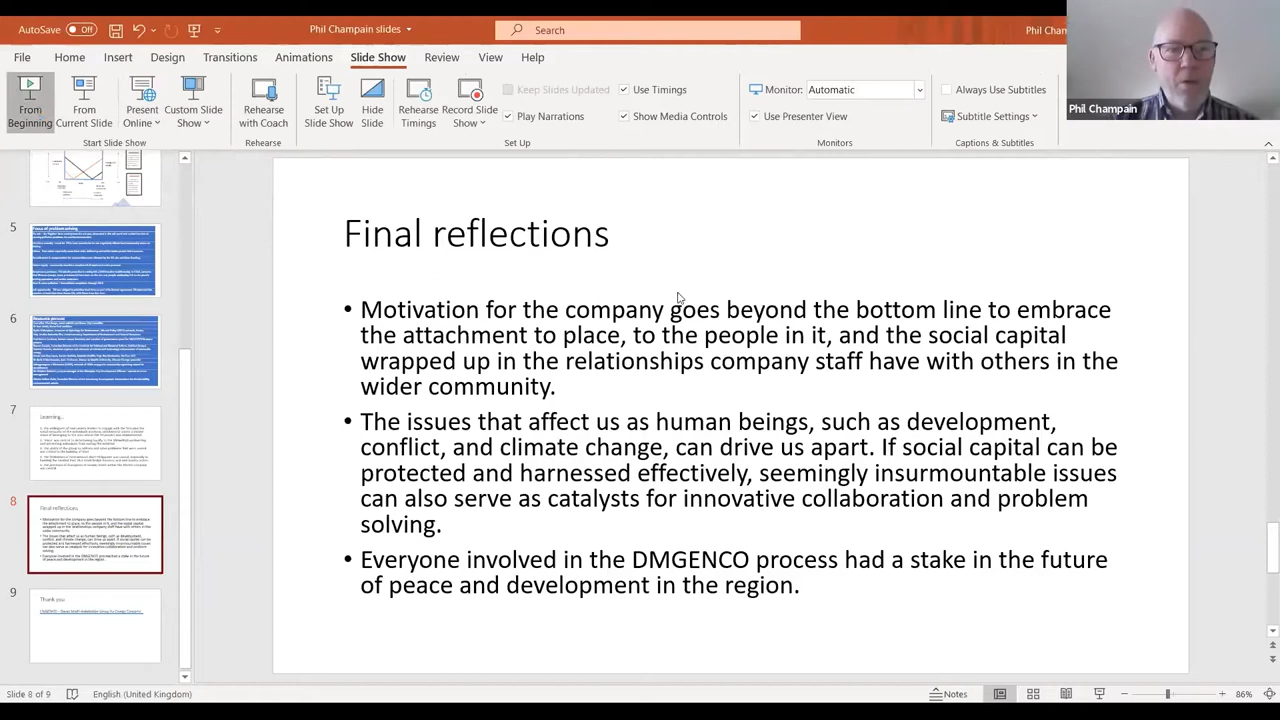 AutoSave Off Phil Champain slides Search Phil Cham
File Home Insert Design Transitions Animations Slide Show Review View Help
From Beginning
From Current Slide
Present Online
Custom Slide Show
Rehearse with Coach
Set Up Slide Show
Hide Slide
Rehearse Timings
Record Slide Show
Keep Slides Updated
Play Narrations
Use Timings
Show Media Controls
Monitor: Automatic
Use Presenter View
Always Use Subtitles
Subtitle Settings
Start Slide Show Rehearse Set Up Monitors Captions & Subtitles
Phil Champain
5
Focus of problem solving
6
7
Learning...
8
Final reflections
9
Thank you
Final reflections
• Motivation for the company goes beyond the bottom line to embrace
the attachment to place, to the people in it, and the social capital
wrapped up in the relationships company staff have with others in the
wider community.
• The issues that affect us as human beings, such as development,
conflict, and climate change, can drive us apart. If social capital can be
protected and harnessed effectively, seemingly insurmountable issues
can also serve as catalysts for innovative collaboration and problem
solving.
• Everyone involved in the DMGENCO process had a stake in the future
of peace and development in the region.
Slide 8 of 9 English (United Kingdom) Notes 86%